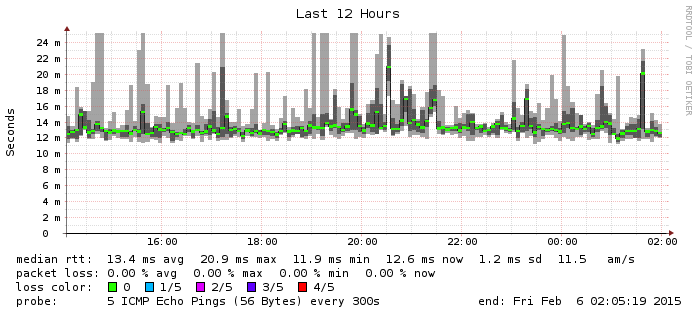 Last 12 Hours
RRDTOOL / TOBI OETIKER
Seconds
24 m
22 m
20 m
18 m
16 m
14 m
12 m
10 m
8 m
6 m
4 m
2 m
0
16:00 18:00 20:00 22:00 00:00 02:00
median rtt: 13.4 ms avg 20.9 ms max 11.9 ms min 12.6 ms now 1.2 ms sd 11.5 am/s
packet loss: 0.00 % avg 0.00 % max 0.00 % min 0.00 % now
loss color: 0 1/5 2/5 3/5 4/5
probe: 5 ICMP Echo Pings (56 Bytes) every 300s end: Fri Feb 6 02:05:19 2015